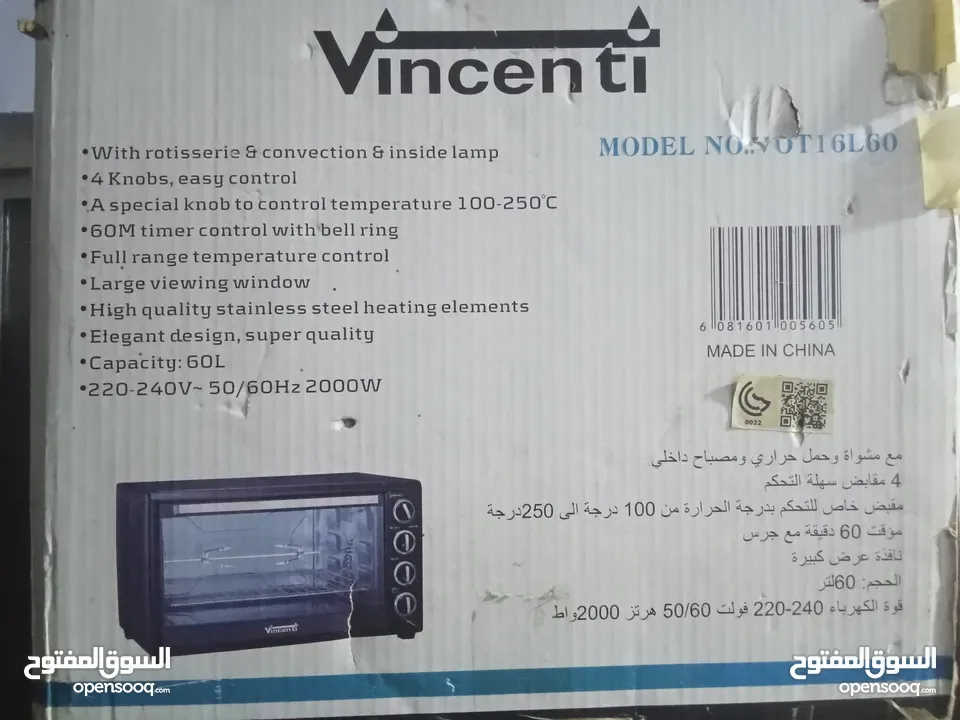 Vincenti
MODEL NO.:VOT16L60
•With rotisserie & convection & inside lamp
•4 Knobs, easy control
•A special knob to control temperature 100-250°C
•60M timer control with bell ring
•Full range temperature control
•Large viewing window
•High quality stainless steel heating elements
•Elegant design, super quality
•Capacity: 60L
•220-240V~ 50/60Hz 2000W
6 081601 005605
MADE IN CHINA
0022
مع مشواة وحمل حراري ومصباح داخلي
4 مقابض سهلة التحكم
مقبض خاص للتحكم بدرجة الحرارة من 100 درجة الى 250درجة
مؤقت 60 دقيقة مع جرس
نافذة عرض كبيرة
الحجم: 60لتر
قوة الكهرباء 240-220 فولت 50/60 هرتز 2000واط
Vincenti
السوق المفتوح
opensooq.com
السوق المفتوح
opensooq.com